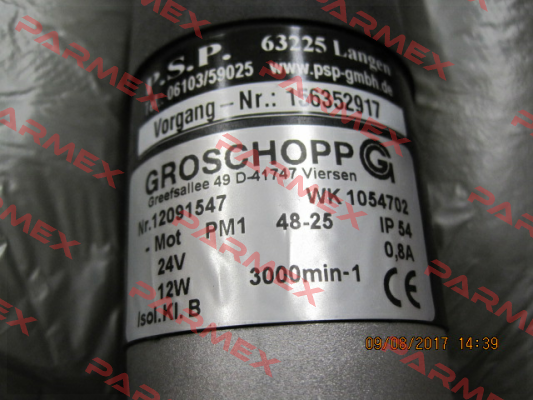 P.S.P. 63225 Langen
06103/59025 www.psp-gmbh.de
Vorgang - Nr.: 136352917
GROSCHOPP G
Greefsallee 49 D-41747 Viersen
Nr.12091547 WK 1054702
- Mot PM1 48-25 IP 54
24V 0,8A
12W 3000min-1 CE
Isol.Kl. B
09/08/2017 14:39
PARMEX